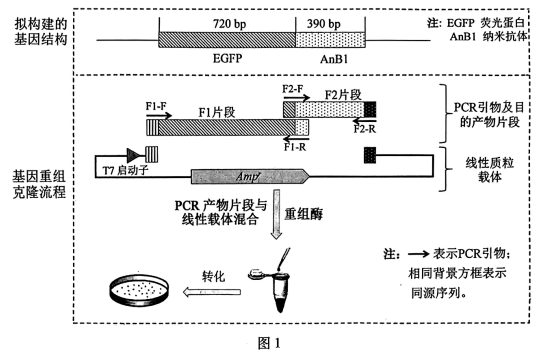 拟构建的
基因结构
720 bp
390 bp
EGFP
AnB1
注: EGFP 荧光蛋白
AnB1 纳米抗体
基因重组
克隆流程
F1-F
F1片段
F2-F
F2片段
F1-R
F2-R
PCR引物及目
的产物片段
T7 启动子
Ampʳ
线性质粒
载体
PCR 产物片段与
线性载体混合
重组酶
转化
注: 表示PCR引物;
相同背景方框表示
同源序列。
图 1